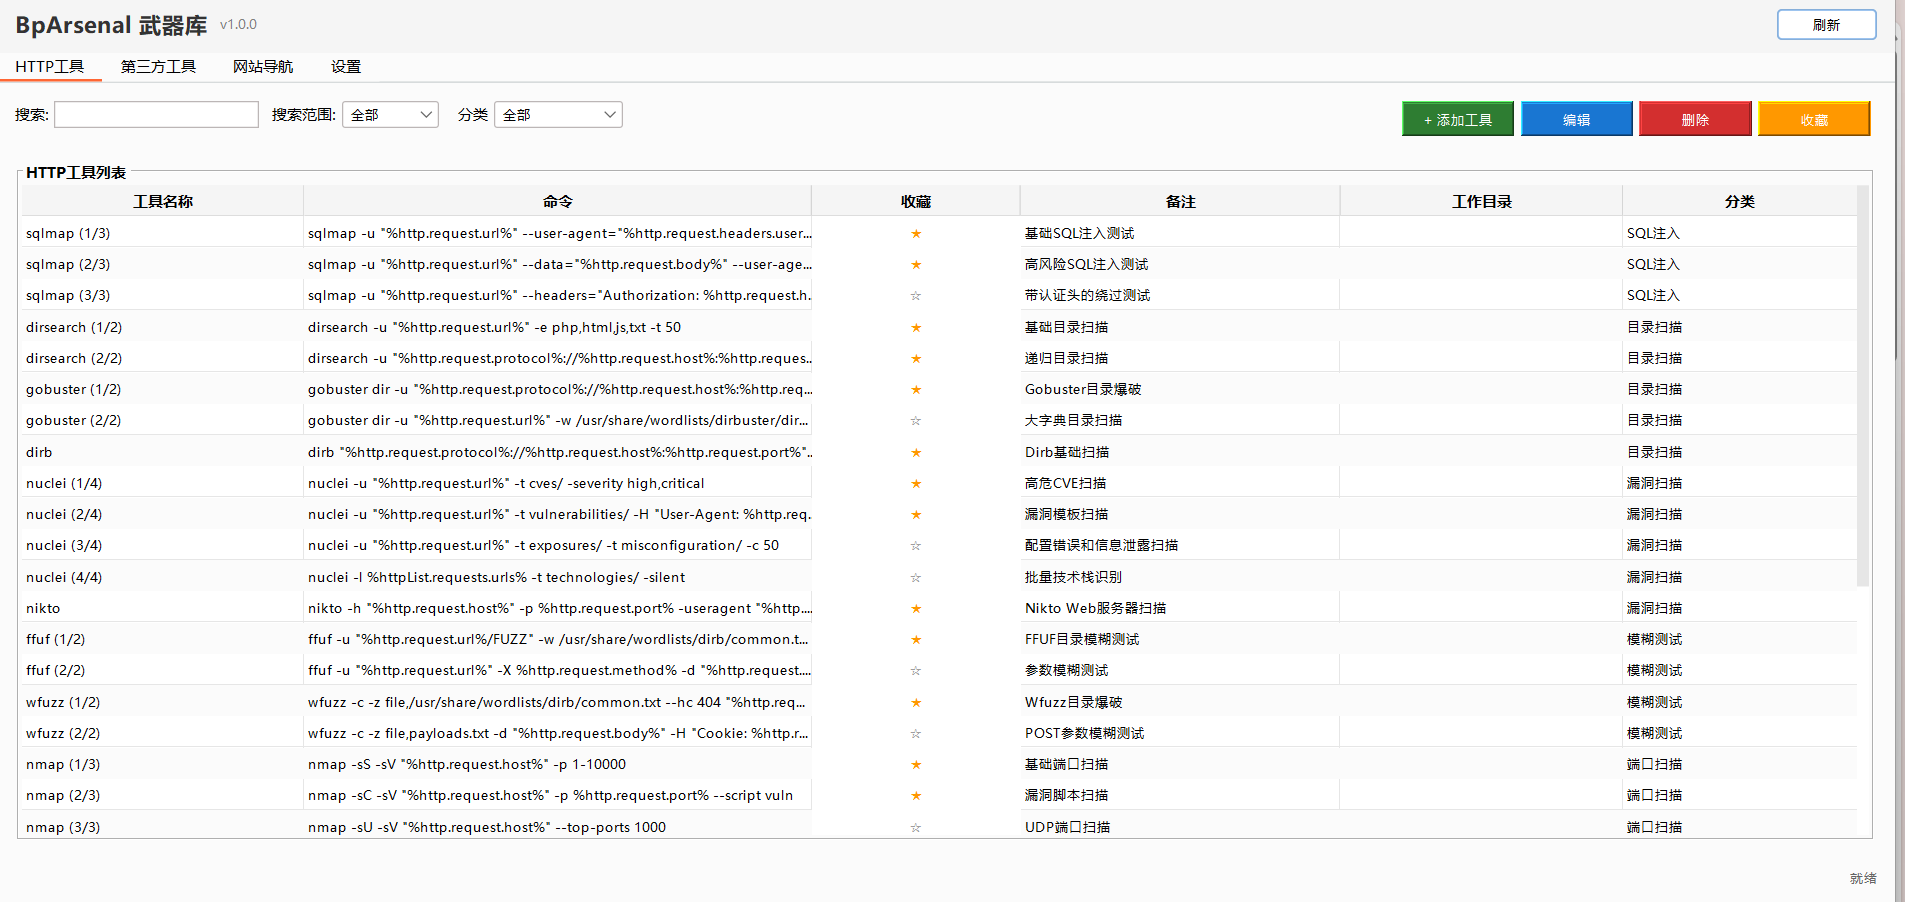 BpArsenal 武器库 v1.0.0 刷新
HTTP工具 第三方工具 网站导航 设置
搜索: 搜索范围: 全部 分类 全部 + 添加工具 编辑 删除 收藏
HTTP工具列表
工具名称 命令 收藏 备注 工作目录 分类
sqlmap (1/3) sqlmap -u "%http.request.url%" --user-agent="%http.request.headers.user... ★ 基础SQL注入测试 SQL注入
sqlmap (2/3) sqlmap -u "%http.request.url%" --data="%http.request.body%" --user-age... ★ 高风险SQL注入测试 SQL注入
sqlmap (3/3) sqlmap -u "%http.request.url%" --headers="Authorization: %http.request.h... ☆ 带认证头的绕过测试 SQL注入
dirsearch (1/2) dirsearch -u "%http.request.url%" -e php,html,js,txt -t 50 ★ 基础目录扫描 目录扫描
dirsearch (2/2) dirsearch -u "%http.request.protocol%://%http.request.host%:%http.reques... ★ 递归目录扫描 目录扫描
gobuster (1/2) gobuster dir -u "%http.request.protocol%://%http.request.host%:%http.req... ★ Gobuster目录爆破 目录扫描
gobuster (2/2) gobuster dir -u "%http.request.url%" -w /usr/share/wordlists/dirbuster/dir... ☆ 大字典目录扫描 目录扫描
dirb dirb "%http.request.protocol%://%http.request.host%:%http.request.port%"... ★ Dirb基础扫描 目录扫描
nuclei (1/4) nuclei -u "%http.request.url%" -t cves/ -severity high,critical ★ 高危CVE扫描 漏洞扫描
nuclei (2/4) nuclei -u "%http.request.url%" -t vulnerabilities/ -H "User-Agent: %http.req... ★ 漏洞模板扫描 漏洞扫描
nuclei (3/4) nuclei -u "%http.request.url%" -t exposures/ -t misconfiguration/ -c 50 ☆ 配置错误和信息泄露扫描 漏洞扫描
nuclei (4/4) nuclei -l %httpList.requests.urls% -t technologies/ -silent ☆ 批量技术栈识别 漏洞扫描
nikto nikto -h "%http.request.host%" -p %http.request.port% -useragent "%http.... ★ Nikto Web服务器扫描 漏洞扫描
ffuf (1/2) ffuf -u "%http.request.url%/FUZZ" -w /usr/share/wordlists/dirb/common.t... ★ FFUF目录模糊测试 模糊测试
ffuf (2/2) ffuf -u "%http.request.url%" -X %http.request.method% -d "%http.request.... ☆ 参数模糊测试 模糊测试
wfuzz (1/2) wfuzz -c -z file,/usr/share/wordlists/dirb/common.txt --hc 404 "%http.req... ★ Wfuzz目录爆破 模糊测试
wfuzz (2/2) wfuzz -c -z file,payloads.txt -d "%http.request.body%" -H "Cookie: %http.r... ☆ POST参数模糊测试 模糊测试
nmap (1/3) nmap -sS -sV "%http.request.host%" -p 1-10000 ★ 基础端口扫描 端口扫描
nmap (2/3) nmap -sC -sV "%http.request.host%" -p %http.request.port% --script vuln ★ 漏洞脚本扫描 端口扫描
nmap (3/3) nmap -sU -sV "%http.request.host%" --top-ports 1000 ☆ UDP端口扫描 端口扫描
就绪